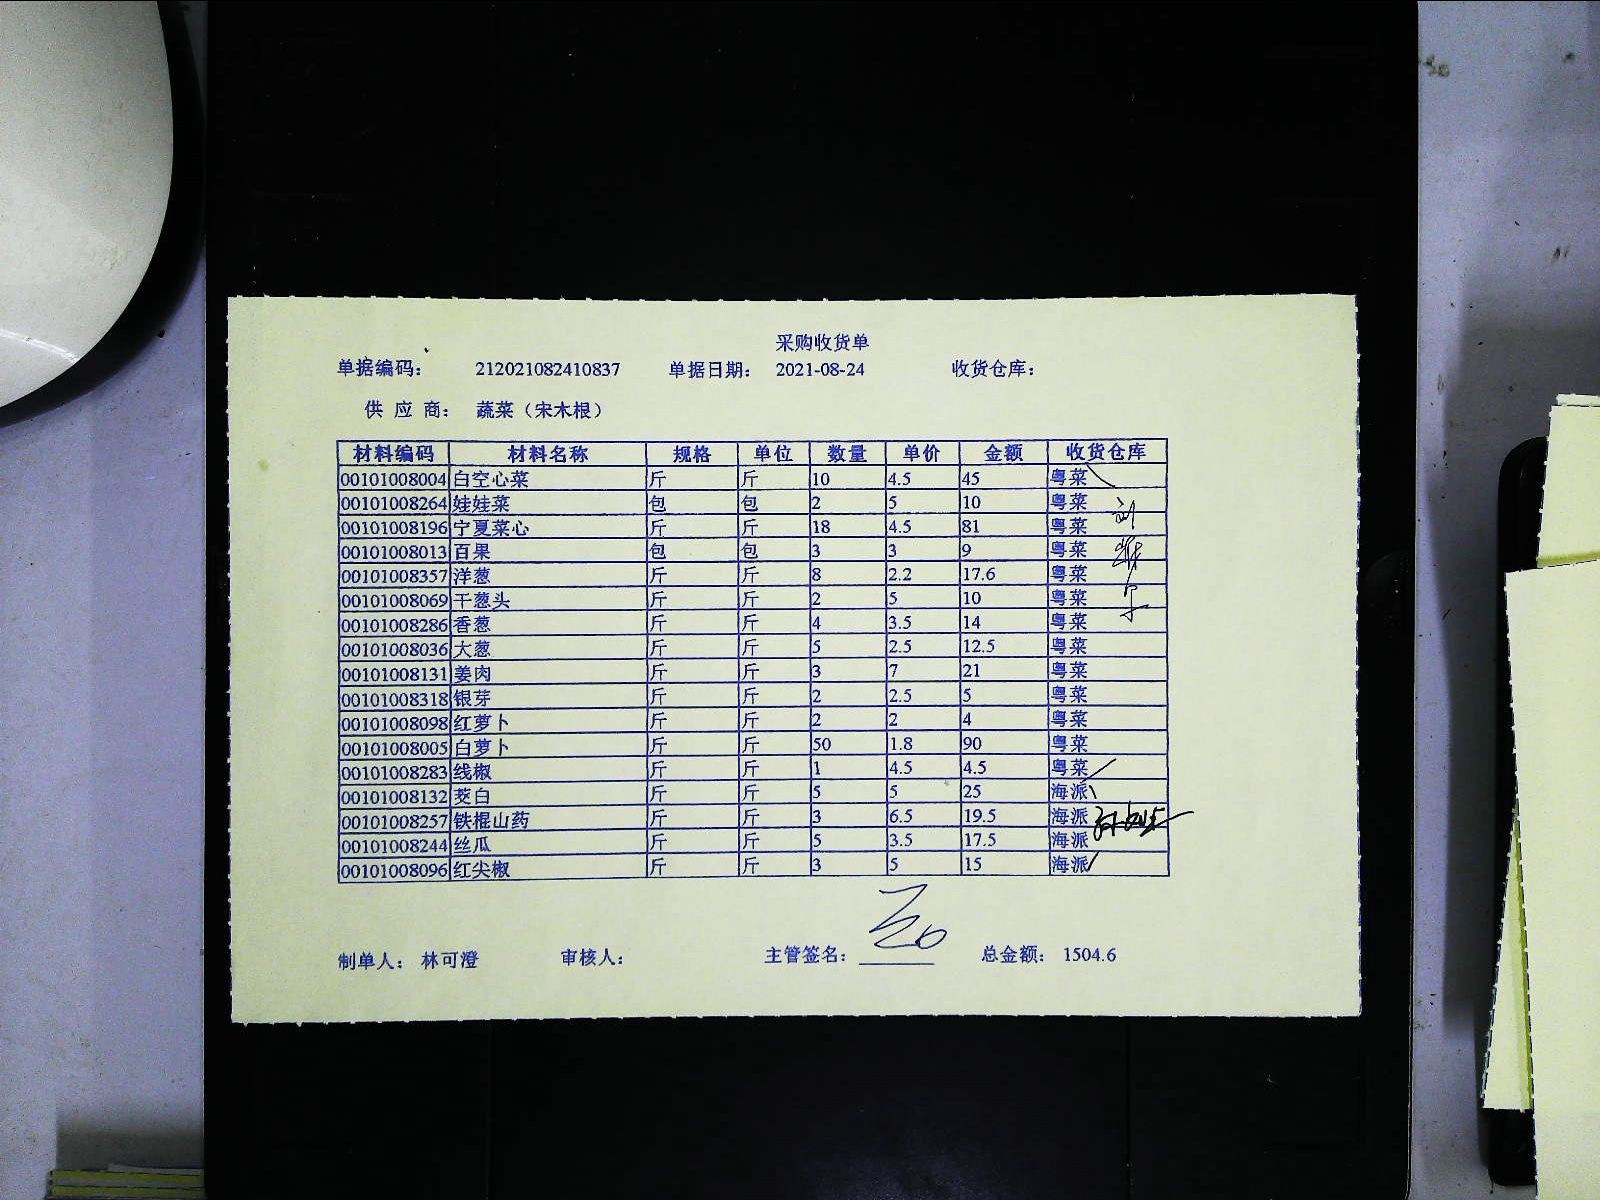 采购收货单
单据编码： 212021082410837 单据日期： 2021-08-24 收货仓库：
供 应 商： 蔬菜（宋木根）
材料编码 材料名称 规格 单位 数量 单价 金额 收货仓库
00101008004 白空心菜 斤 斤 10 4.5 45 粤菜
00101008264 娃娃菜 包 包 2 5 10 粤菜
00101008196 宁夏菜心 斤 斤 18 4.5 81 粤菜
00101008013 百果 包 包 3 3 9 粤菜
00101008357 洋葱 斤 斤 8 2.2 17.6 粤菜
00101008069 干葱头 斤 斤 2 5 10 粤菜
00101008286 香葱 斤 斤 4 3.5 14 粤菜
00101008036 大葱 斤 斤 5 2.5 12.5 粤菜
00101008131 姜肉 斤 斤 3 7 21 粤菜
00101008318 银芽 斤 斤 2 2.5 5 粤菜
00101008098 红萝卜 斤 斤 2 2 4 粤菜
00101008005 白萝卜 斤 斤 50 1.8 90 粤菜
00101008283 线椒 斤 斤 1 4.5 4.5 粤菜
00101008132 茭白 斤 斤 5 5 25 海派
00101008257 铁棍山药 斤 斤 3 6.5 19.5 海派
00101008244 丝瓜 斤 斤 5 3.5 17.5 海派
00101008096 红尖椒 斤 斤 3 5 15 海派
制单人： 林可澄 审核人： 主管签名： 总金额： 1504.6